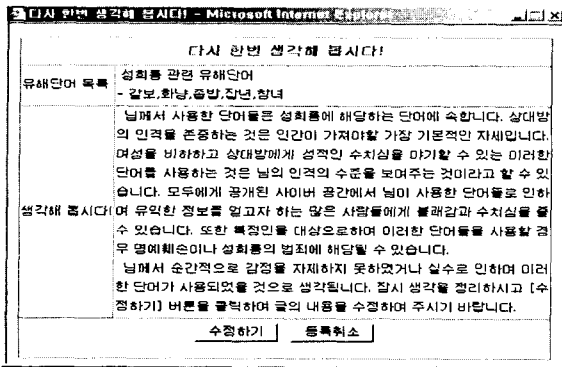 다시 한번 생각해 봅시다! - Microsoft Internet Explorer
다시 한번 생각해 봅시다!
유해단어 목록
성희롱 관련 유해단어
- 갈보,화냥,잡년,창녀
생각해 봅시다!
님께서 사용한 단어들은 성희롱에 해당하는 단어에 속합니다. 상대방
의 인격을 존중하는 것은 인간이 가져야할 가장 기본적인 자세입니다.
여성을 비하하고 상대방에게 성적인 수치심을 야기할 수 있는 이러한
단어를 사용하는 것은 님의 인격의 수준을 보여주는 것이라고 할 수 있
습니다. 모두에게 공개된 사이버 공간에서 님이 사용한 단어들로 인하
여 유익한 정보를 얻고자 하는 많은 사람들에게 불쾌감과 수치심을 줄
수 있습니다. 또한 특정인을 대상으로하여 이러한 단어들을 사용할 경
우 명예훼손이나 성희롱의 범죄에 해당될 수 있습니다.
님께서 순간적으로 감정을 자제하지 못하였거나 실수로 인하여 이러
한 단어가 사용되었을 것으로 생각됩니다. 잠시 생각을 정리하시고 [수
정하기] 버튼을 클릭하여 글의 내용을 수정하여 주시기 바랍니다.
수정하기 등록취소